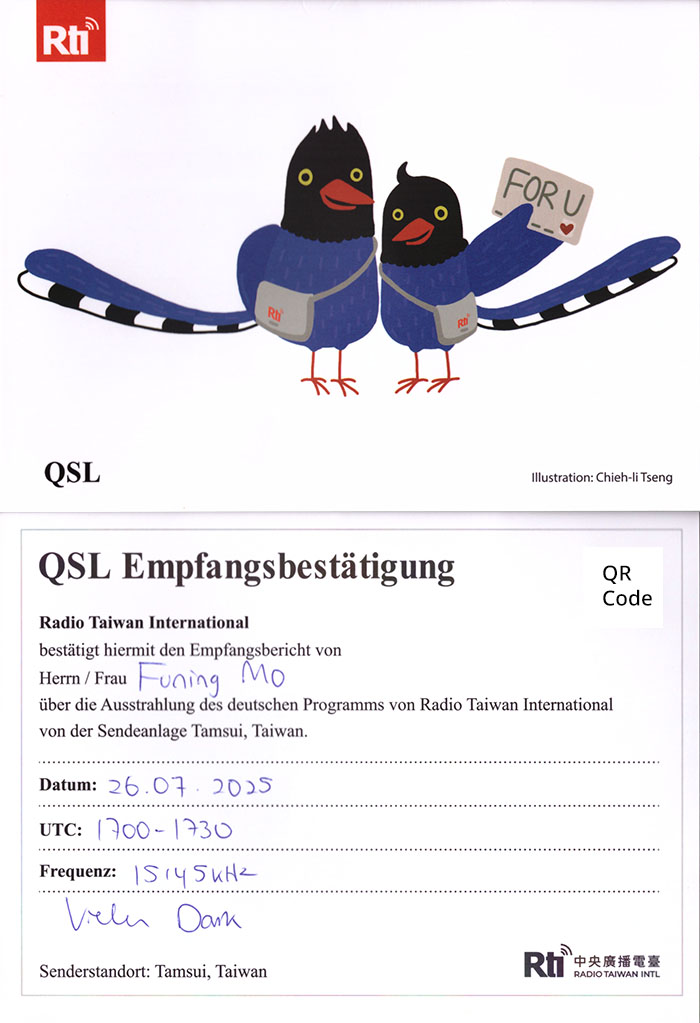 Rti
FOR U
Rti
Rti
QSL
Illustration: Chieh-li Tseng
QSL Empfangsbestätigung
QR
Code
Radio Taiwan International
bestätigt hiermit den Empfangsbericht von
Herrn / Frau Funing Mo
über die Ausstrahlung des deutschen Programms von Radio Taiwan International
von der Sendeanlage Tamsui, Taiwan.
Datum: 26.07.2025
UTC: 1700-1730
Frequenz: 15145kHz
Vielen Dank
Senderstandort: Tamsui, Taiwan
Rti 中央廣播電臺
RADIO TAIWAN INTL